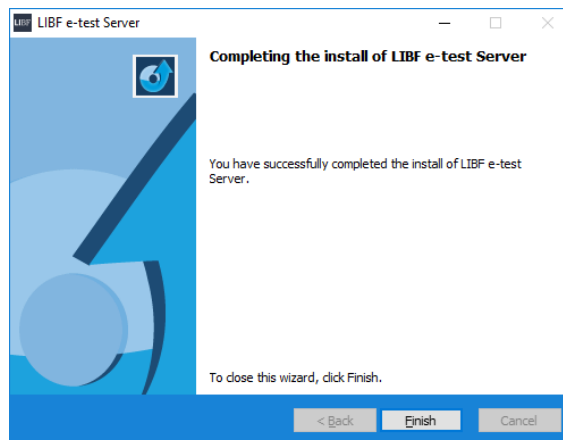 LIBF LIBF e-test Server
Completing the install of LIBF e-test Server
You have successfully completed the install of LIBF e-test
Server.
To close this wizard, click Finish.
< Back Finish Cancel